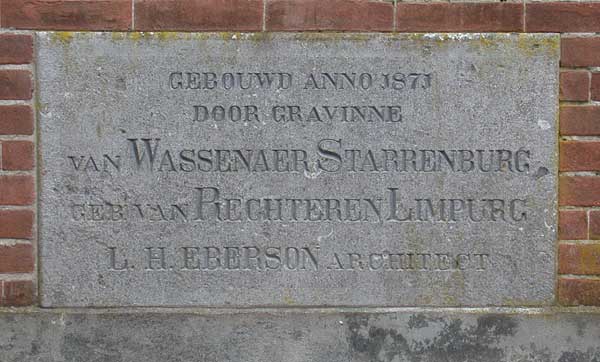 GEBOUWD ANNO 1871
DOOR GRAVINNE
VAN WASSENAER STARRENBURG,
GEB VAN RECHTEREN LIMPURG
L. H. EBERSON ARCHITECT